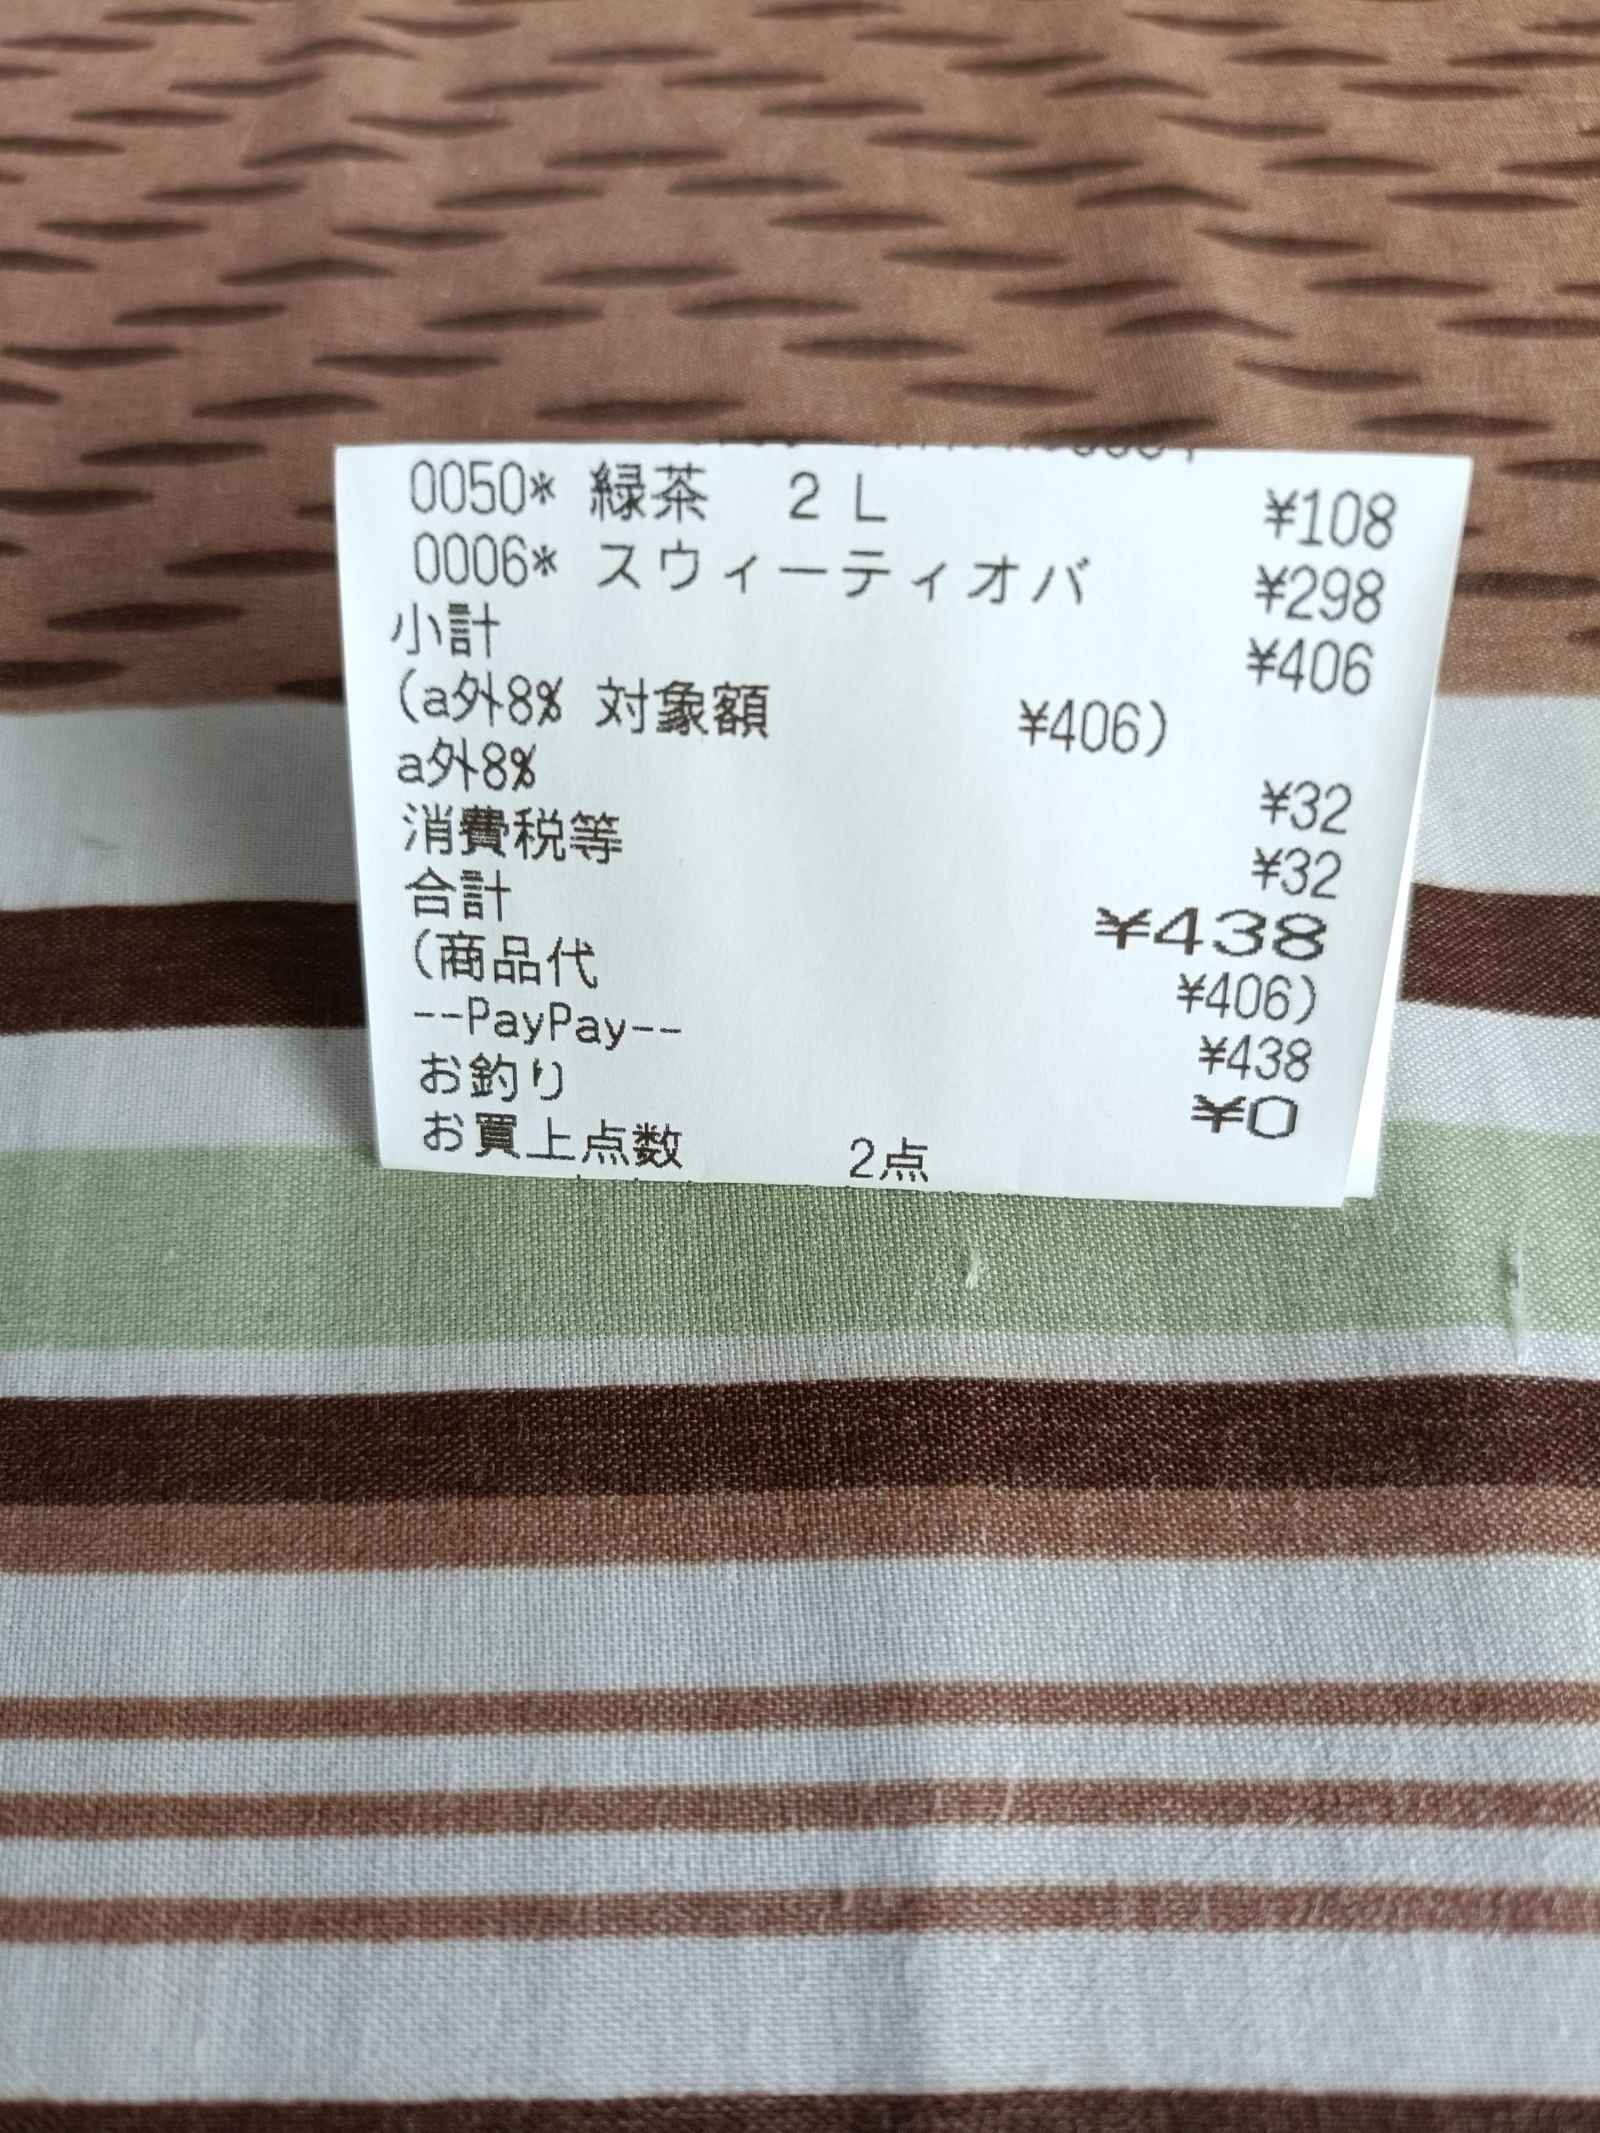 0050* 緑茶　２Ｌ ¥108
0006* スウィーティオバ ¥298
小計 ¥406
(a外8% 対象額 ¥406)
a外8% ¥32
消費税等 ¥32
合計 ¥438
(商品代 ¥406)
--PayPay-- ¥438
お釣り ¥0
お買上点数 2点